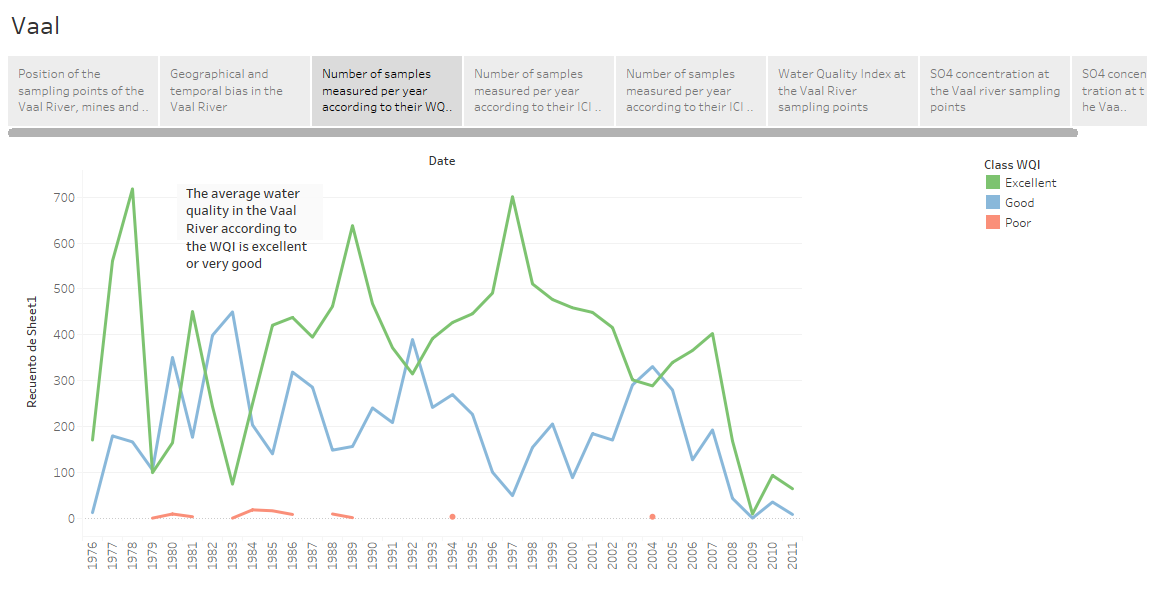 Vaal
Position of the
sampling points of the
Vaal River, mines and ..
Geographical and
temporal bias in the
Vaal River
Number of samples
measured per year
according to their WQ..
Number of samples
measured per year
according to their ICI ..
Number of samples
measured per year
according to their ICI ..
Water Quality Index at
the Vaal River
sampling points
SO4 concentration at
the Vaal river sampling
points
SO4 concen
tration at t
he Vaa..
Date
The average water
quality in the Vaal
River according to
the WQI is excellent
or very good
Class WQI
Excellent
Good
Poor
Recuento de Sheet1
700
600
500
400
300
200
100
0
1976
1977
1978
1979
1980
1981
1982
1983
1984
1985
1986
1987
1988
1989
1990
1991
1992
1993
1994
1995
1996
1997
1998
1999
2000
2001
2002
2003
2004
2005
2006
2007
2008
2009
2010
2011